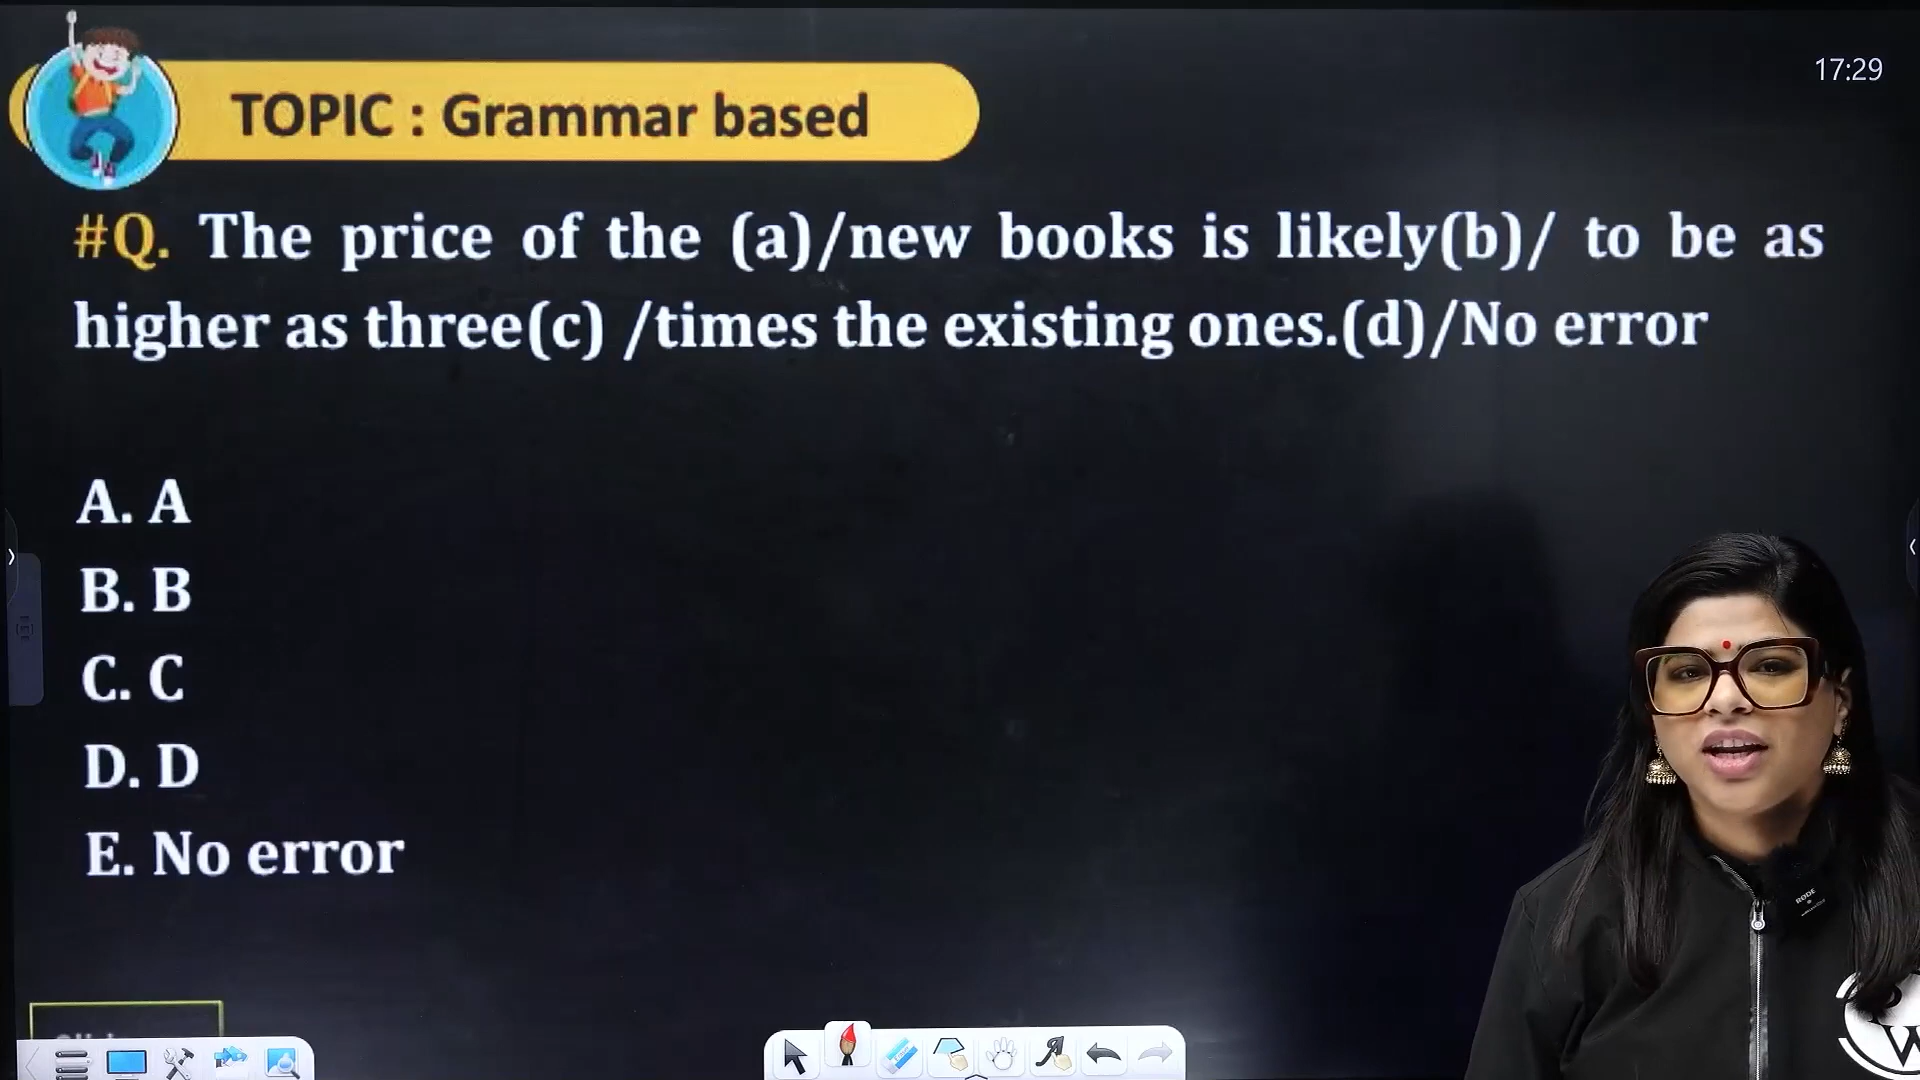 17:29
TOPIC : Grammar based
#Q. The price of the (a)/new books is likely(b)/ to be as
higher as three(c) /times the existing ones.(d)/No error
A. A
B. B
C. C
D. D
E. No error
RODE
W